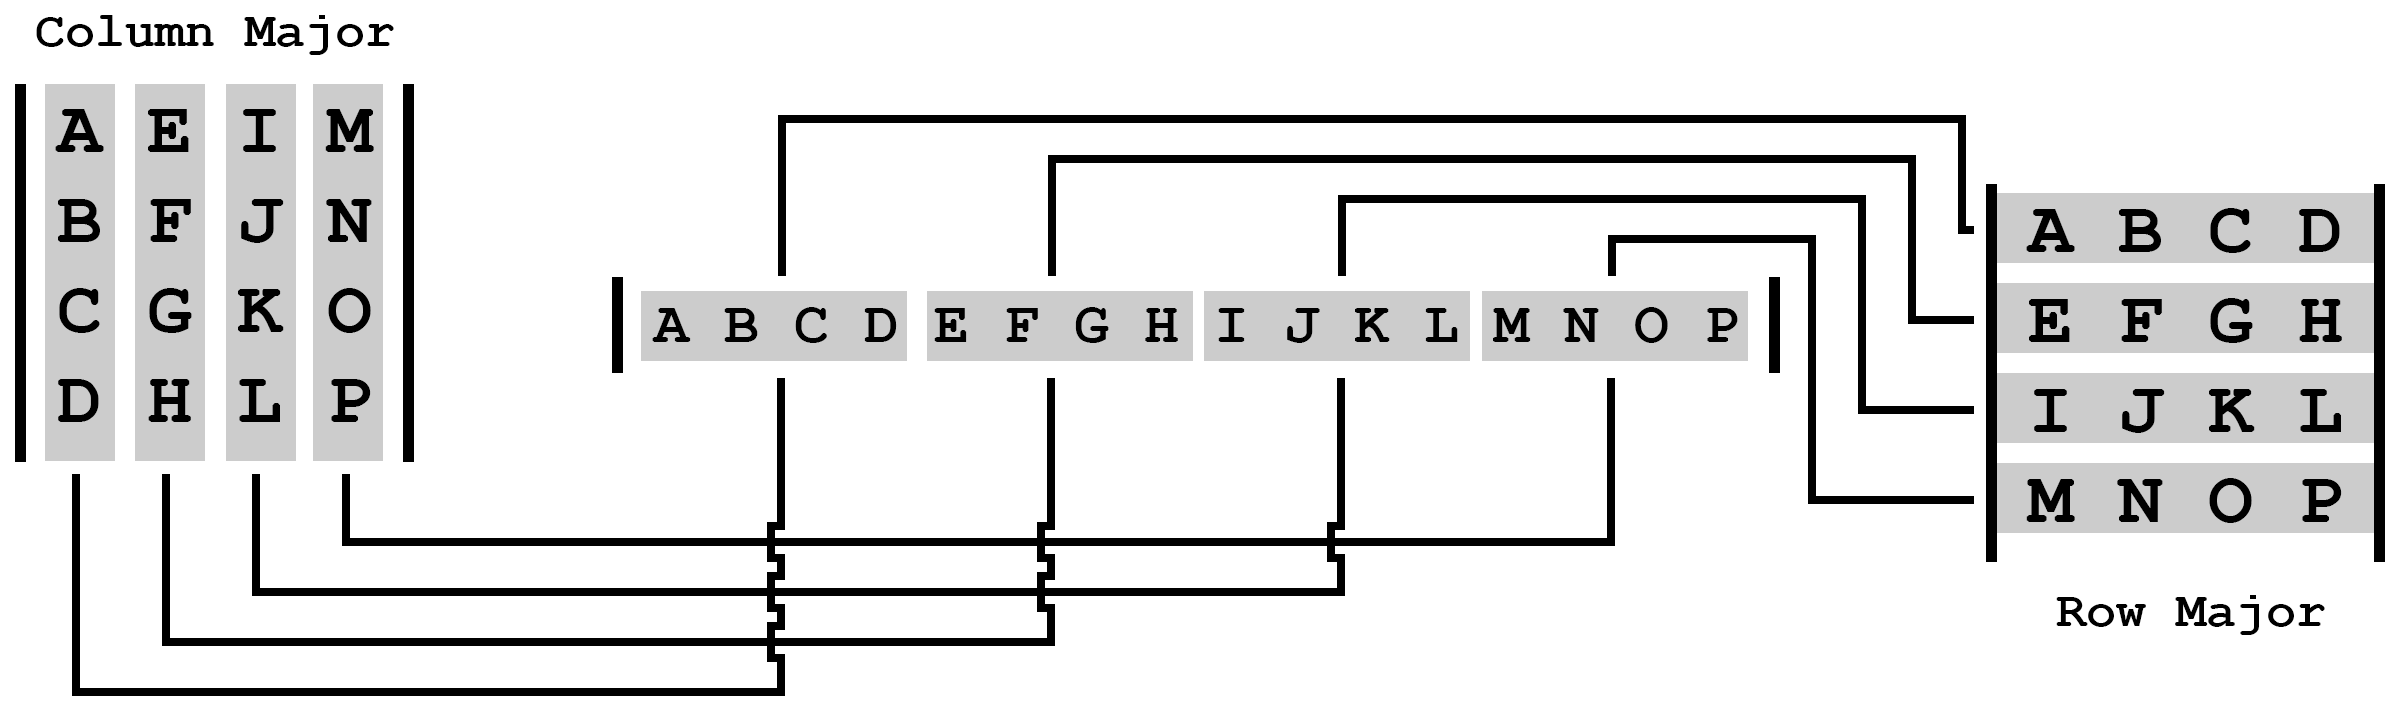 Column Major
A E I M
B F J N
C G K O
D H L P
A B C D E F G H I J K L M N O P
A B C D
E F G H
I J K L
M N O P
Row Major